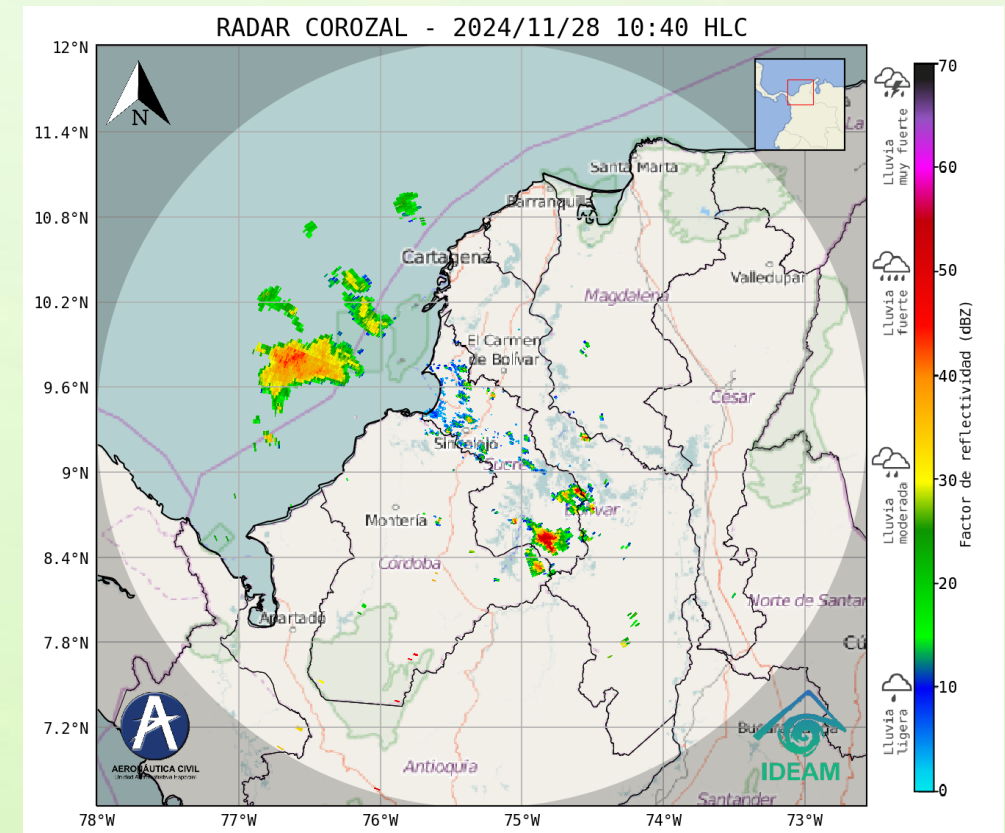 RADAR COROZAL - 2024/11/28 10:40 HLC
12°N
11.4°N
10.8°N
10.2°N
9.6°N
9°N
8.4°N
7.8°N
7.2°N
78°W
77°W
76°W
75°W
74°W
73°W
N
Santa Marta
Barranquilla
Cartagena
Valledupar
Magdalena
El Carmen
de Bolívar
César
Sincelejo
Sucre
Bolívar
Montería
Córdoba
Apartadó
Norte de Santan
Cú
Antioquia
Santander
La
AERONÁUTICA CIVIL
IDEAM
Lluvia
muy fuerte
Lluvia
fuerte
Lluvia
moderada
Lluvia
ligera
70
60
50
40
30
20
10
0
Factor de reflectividad (dBZ)